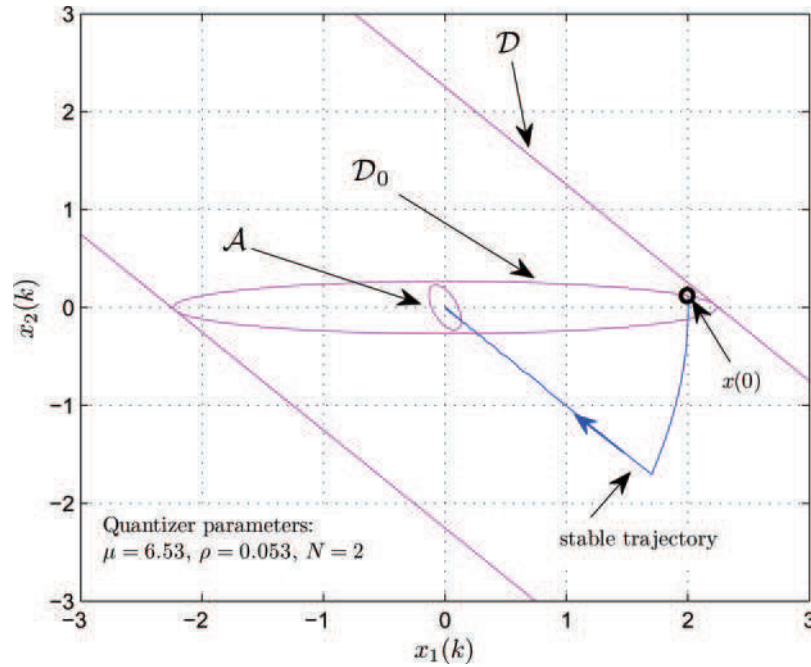 3
2
1
0
−1
−2
−3
−3
−2
−1
0
1
2
3
x₂(k)
x₁(k)
𝒟
𝒟₀
𝒜
x(0)
stable trajectory
Quantizer parameters:
μ = 6.53, ρ = 0.053, N = 2